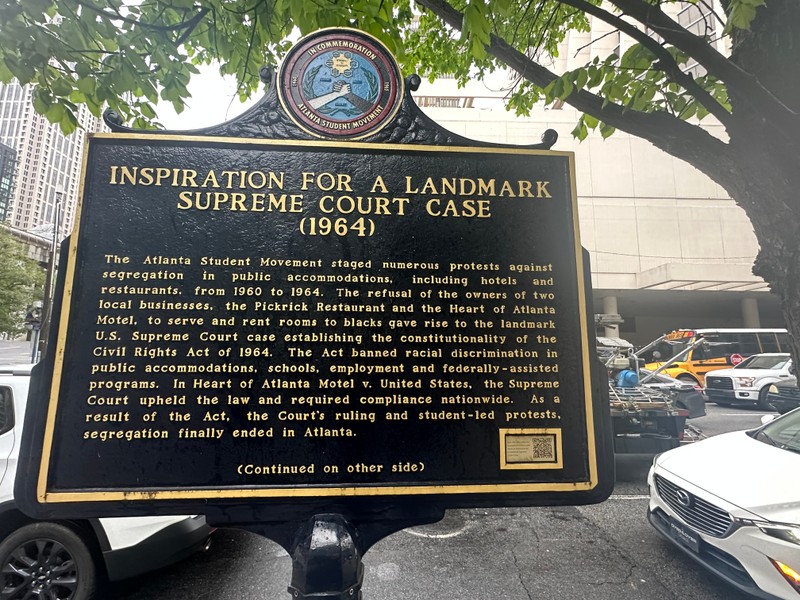 IN COMMEMORATION
ATLANTA STUDENT MOVEMENT
INSPIRATION FOR A LANDMARK
SUPREME COURT CASE
(1964)
The Atlanta Student Movement staged numerous protests against
segregation in public accommodations, including hotels and
restaurants, from 1960 to 1964. The refusal of the owners of two
local businesses, the Pickrick Restaurant and the Heart of Atlanta
Motel, to serve and rent rooms to blacks gave rise to the landmark
U.S. Supreme Court case establishing the constitutionality of the
Civil Rights Act of 1964. The Act banned racial discrimination in
public accommodations, schools, employment and federally-assisted
programs. In Heart of Atlanta Motel v. United States, the Supreme
Court upheld the law and required compliance nationwide. As a
result of the Act, the Court's ruling and student-led protests,
segregation finally ended in Atlanta.
(Continued on other side)
STOP